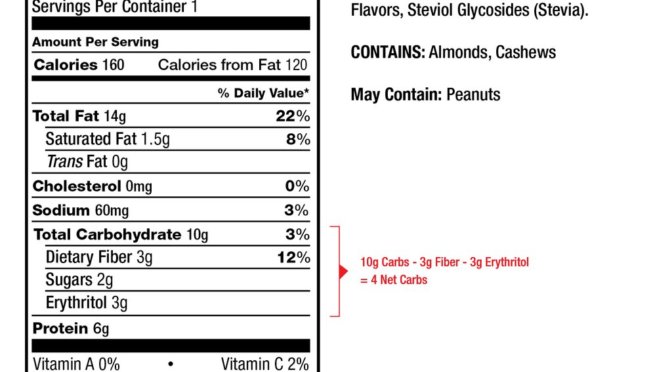 Servings Per Container 1
Amount Per Serving
Calories 160 Calories from Fat 120
% Daily Value*
Total Fat 14g 22%
Saturated Fat 1.5g 8%
Trans Fat 0g
Cholesterol 0mg 0%
Sodium 60mg 3%
Total Carbohydrate 10g 3%
Dietary Fiber 3g 12%
Sugars 2g
Erythritol 3g
Protein 6g
Vitamin A 0% • Vitamin C 2%
Flavors, Steviol Glycosides (Stevia).
CONTAINS: Almonds, Cashews
May Contain: Peanuts
10g Carbs - 3g Fiber - 3g Erythritol
= 4 Net Carbs